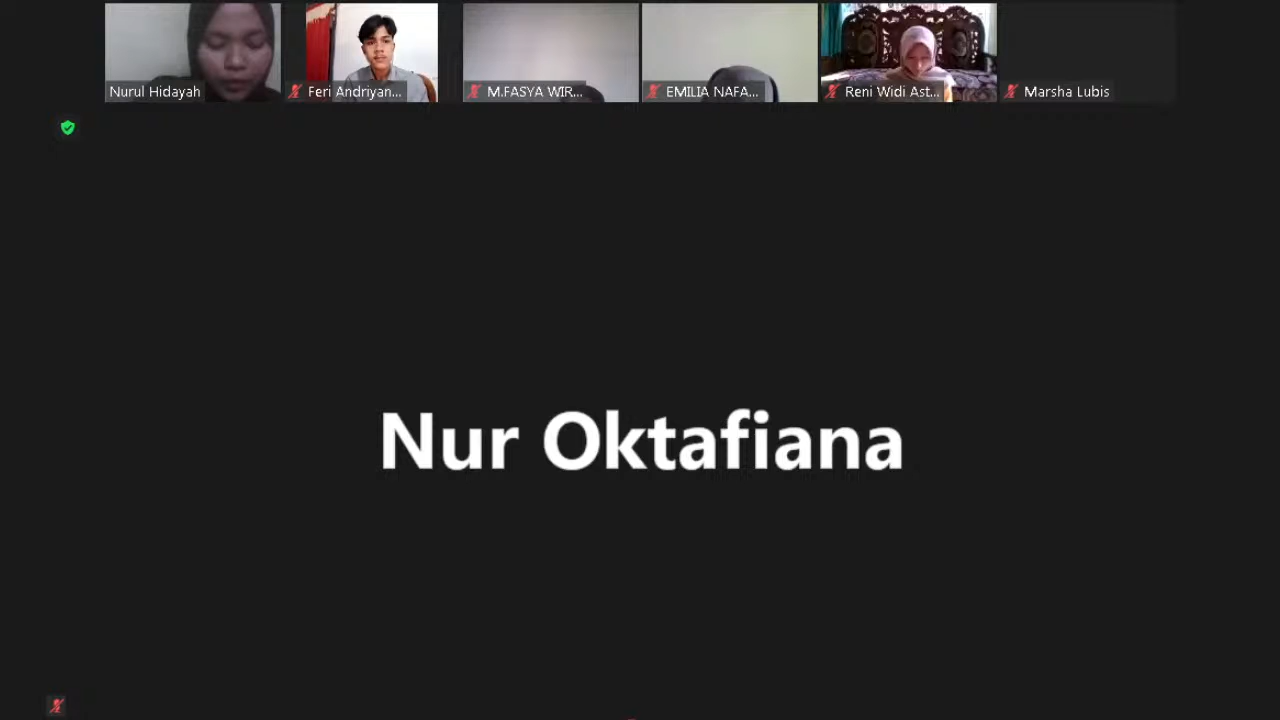 Nurul Hidayah
Feri Andriyan...
M.FASYA WIR...
EMILIA NAFA...
Reni Widi Ast...
Marsha Lubis
Nur Oktafiana